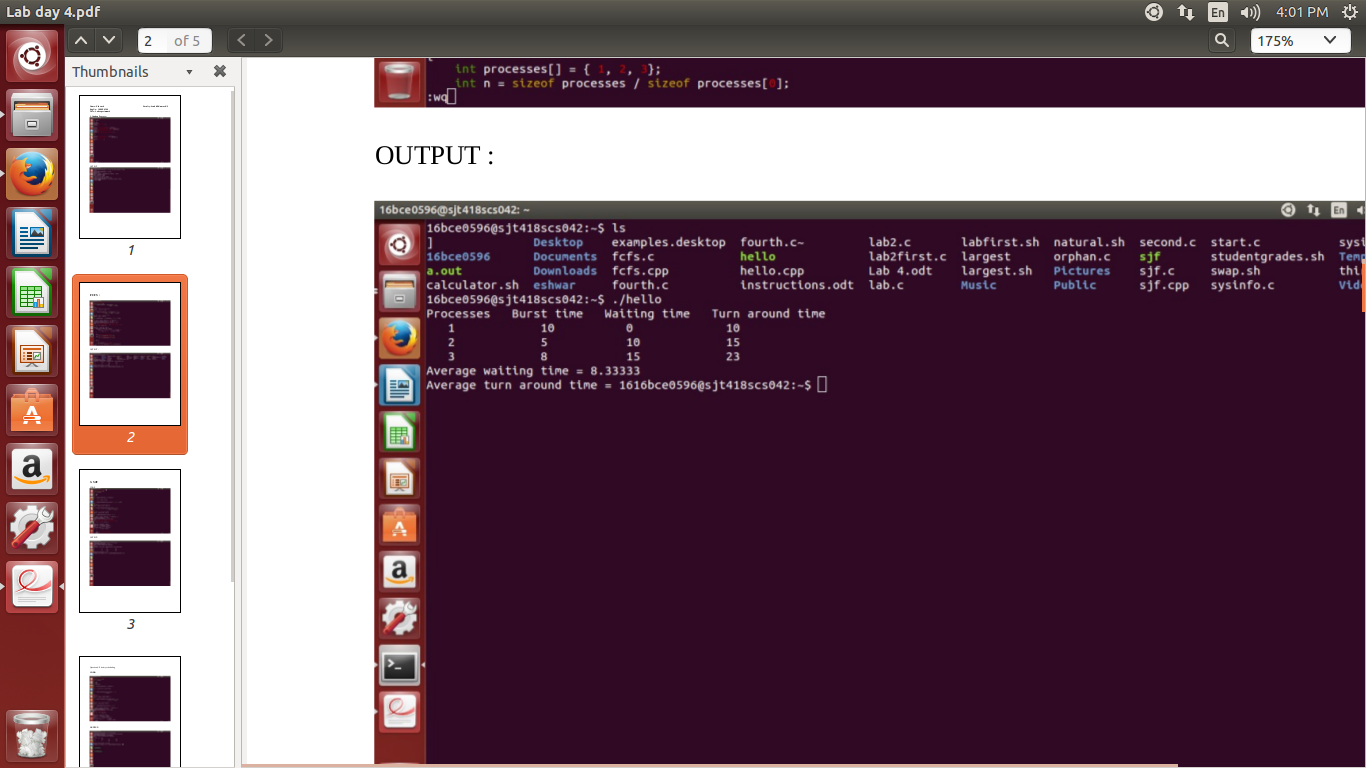 Lab day 4.pdf
En
4:01 PM
2 of 5
175%
Thumbnails
1
2
3
int processes[] = { 1, 2, 3};
int n = sizeof processes / sizeof processes[0];
:wq
OUTPUT :
16bce0596@sjt418scs042: ~
En
16bce0596@sjt418scs042:~$ ls
] Desktop examples.desktop fourth.c~ lab2.c labfirst.sh natural.sh second.c start.c sysi
16bce0596 Documents fcfs.c hello lab2first.c largest orphan.c sjf studentgrades.sh Temp
a.out Downloads fcfs.cpp hello.cpp Lab 4.odt largest.sh Pictures sjf.c swap.sh thi
calculator.sh eshwar fourth.c instructions.odt lab.c Music Public sjf.cpp sysinfo.c Vid
16bce0596@sjt418scs042:~$ ./hello
Processes Burst time Waiting time Turn around time
1 10 0 10
2 5 10 15
3 8 15 23
Average waiting time = 8.33333
Average turn around time = 1616bce0596@sjt418scs042:~$